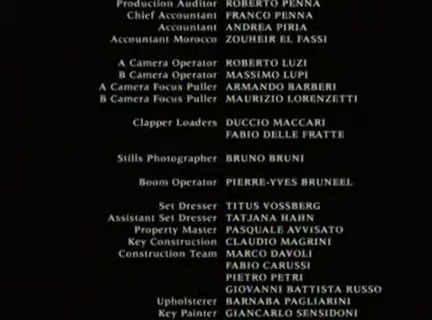 Production Auditor ROBERTO PENNA
Chief Accountant FRANCO PENNA
Accountant ANDREA PIRIA
Accountant Morocco ZOUHEIR EL FASSI
A Camera Operator ROBERTO LUZI
B Camera Operator MASSIMO LUPI
A Camera Focus Puller ARMANDO BARBERI
B Camera Focus Puller MAURIZIO LORENZETTI
Clapper Loaders DUCCIO MACCARI
FABIO DELLE FRATTE
Stills Photographer BRUNO BRUNI
Boom Operator PIERRE-YVES BRUNEEL
Set Dresser TITUS VOSSBERG
Assistant Set Dresser TATJANA HAHN
Property Master PASQUALE AVVISATO
Key Construction CLAUDIO MAGRINI
Construction Team MARCO DAVOLI
FABIO CARUSSI
PIETRO PETRI
GIOVANNI BATTISTA RUSSO
Upholsterer BARNABA PAGLIARINI
Key Painter GIANCARLO SENSIDONI